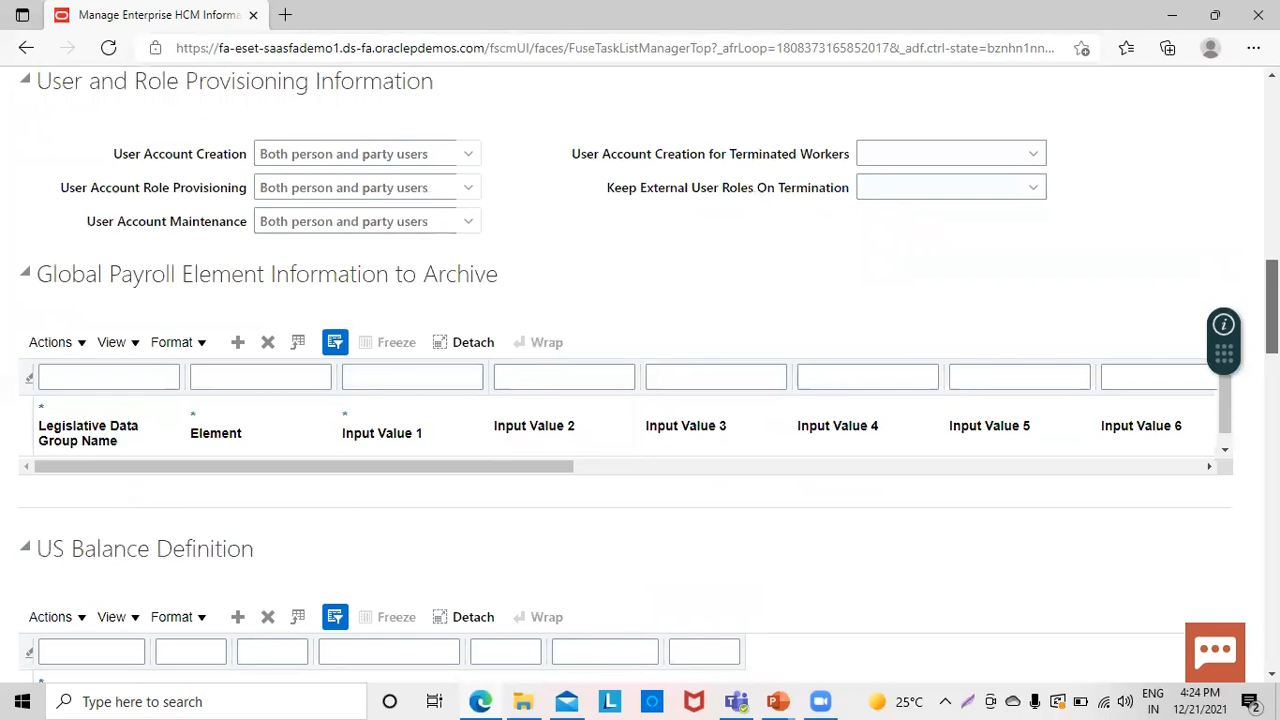 Manage Enterprise HCM Informa
https://fa-eset-saasfademo1.ds-fa.oraclepdemos.com/fscmUI/faces/FuseTaskListManagerTop?_afrLoop=1808373165852017&_adf.ctrl-state=bznhn1nn...
User and Role Provisioning Information
User Account Creation Both person and party users User Account Creation for Terminated Workers
User Account Role Provisioning Both person and party users Keep External User Roles On Termination
User Account Maintenance Both person and party users
Global Payroll Element Information to Archive
Actions View Format Freeze Detach Wrap
* Legislative Data Group Name * Element * Input Value 1 Input Value 2 Input Value 3 Input Value 4 Input Value 5 Input Value 6
US Balance Definition
Actions View Format Freeze Detach Wrap
Type here to search 25°C ENG IN 4:24 PM 12/21/2021 2